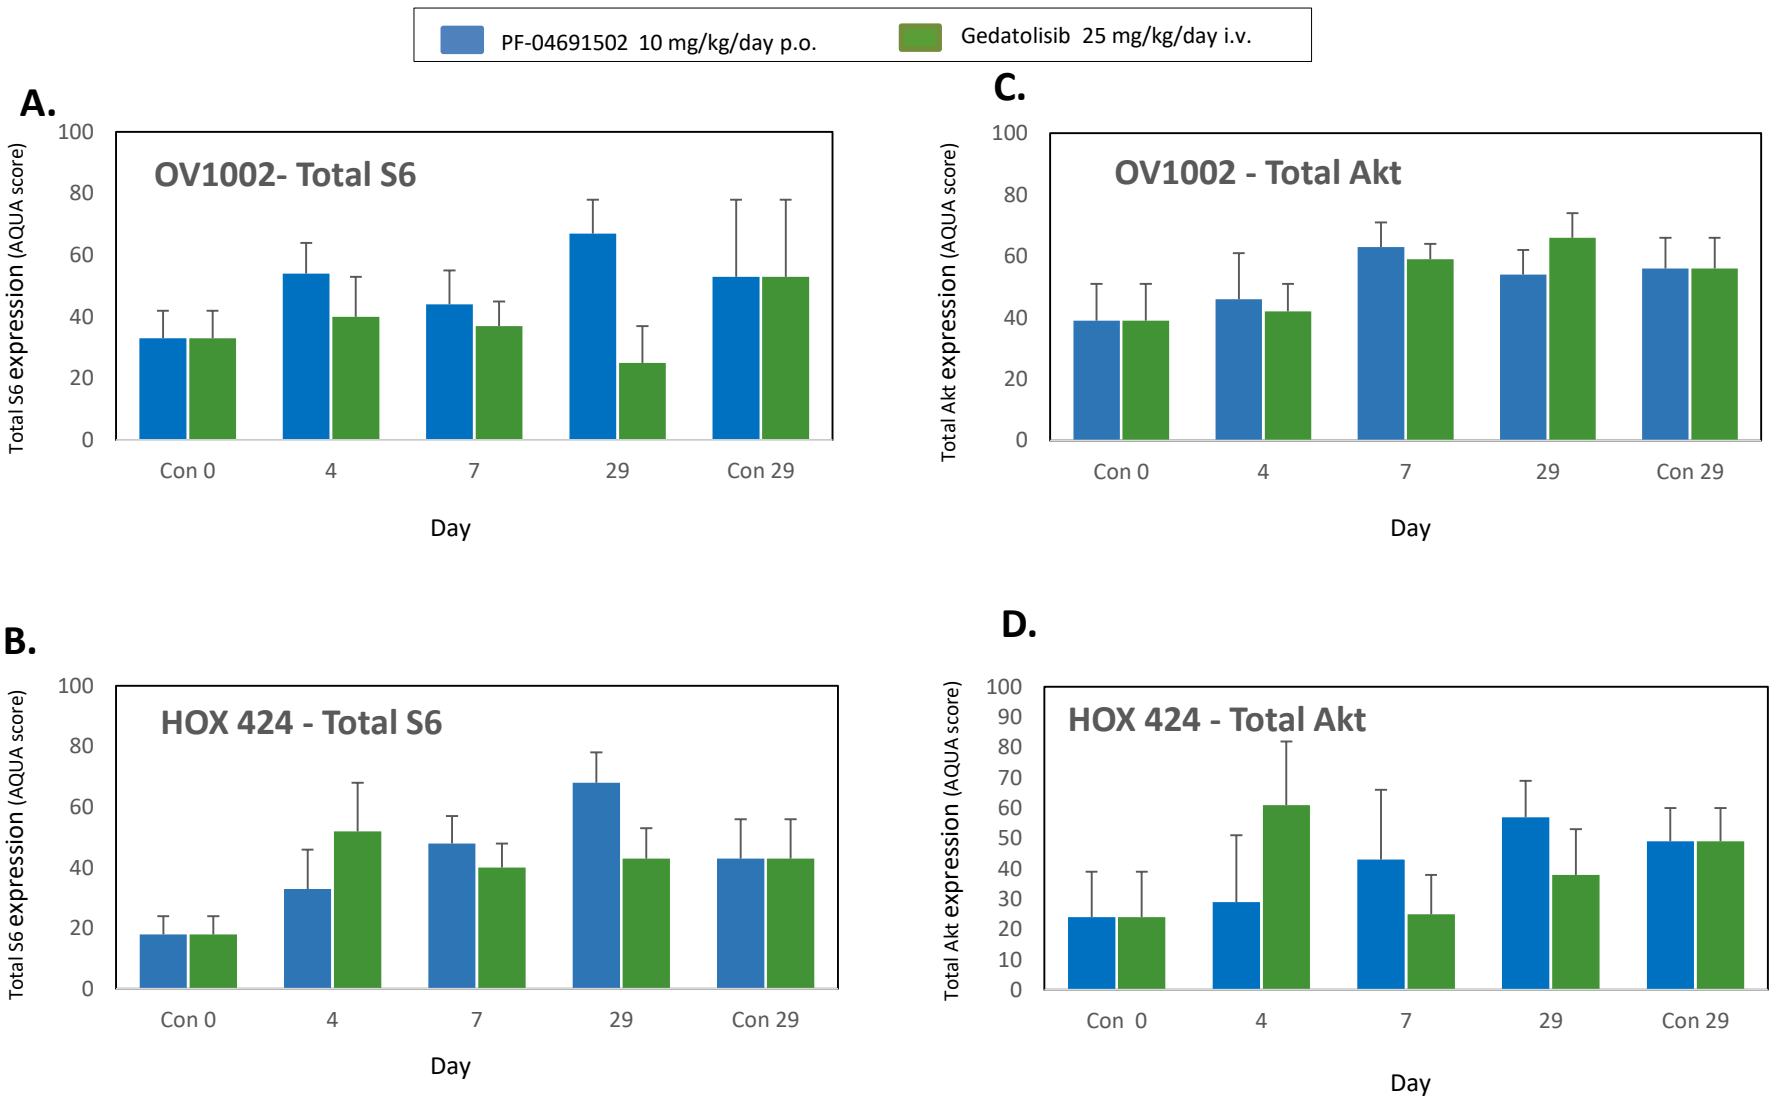 PF-04691502 10 mg/kg/day p.o.
Gedatolisib 25 mg/kg/day i.v.
A.
Total S6 expression (AQUA score)
100
80
60
40
20
0
OV1002- Total S6
Con 0
4
7
29
Con 29
Day
C.
Total Akt expression (AQUA score)
100
80
60
40
20
0
OV1002 - Total Akt
Con 0
4
7
29
Con 29
Day
B.
Total S6 expression (AQUA score)
100
80
60
40
20
0
HOX 424 - Total S6
Con 0
4
7
29
Con 29
Day
D.
Total Akt expression (AQUA score)
100
90
80
70
60
50
40
30
20
10
0
HOX 424 - Total Akt
Con 0
4
7
29
Con 29
Day